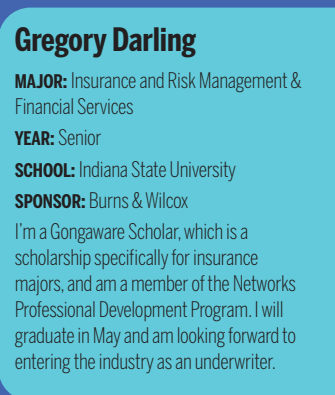 Gregory Darling
MAJOR: Insurance and Risk Management &
Financial Services
YEAR: Senior
SCHOOL: Indiana State University
SPONSOR: Burns & Wilcox
I'm a Gongaware Scholar, which is a
scholarship specifically for insurance
majors, and am a member of the Networks
Professional Development Program. I will
graduate in May and am looking forward to
entering the industry as an underwriter.